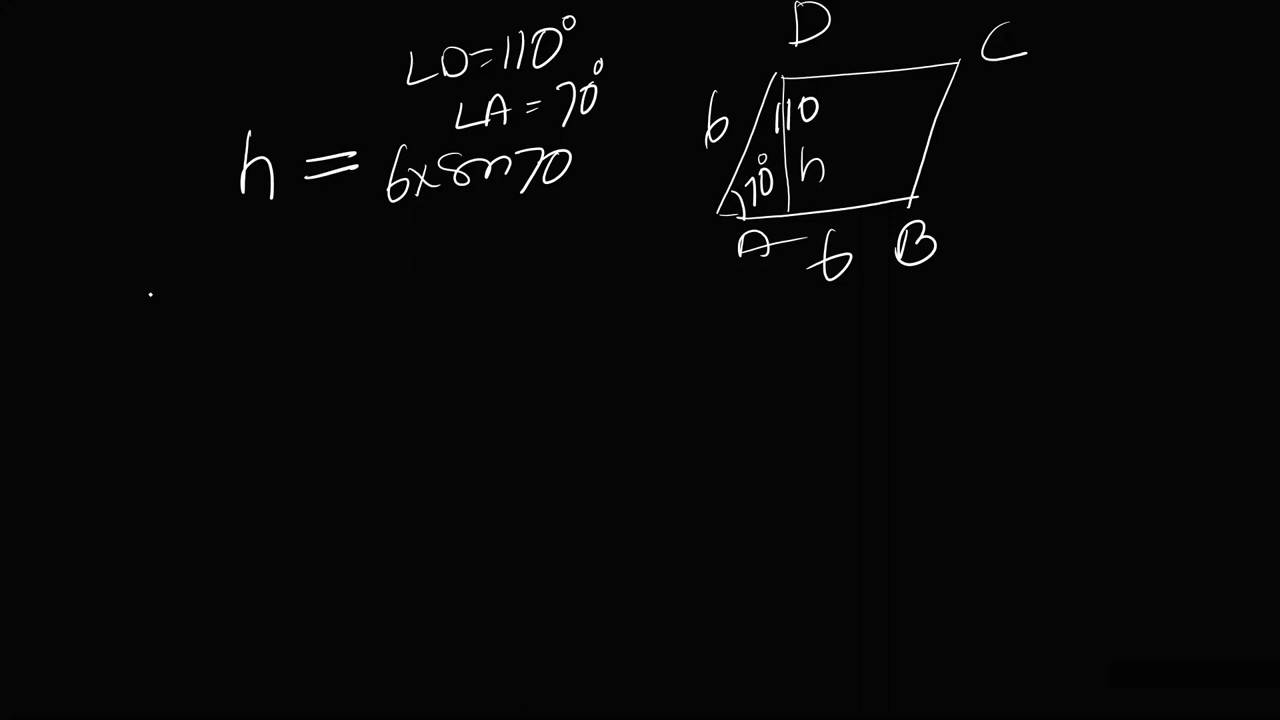 ∠D=110°
∠A=70°
h = 6×sin70
D
C
6
110
70°
h
A
6
B